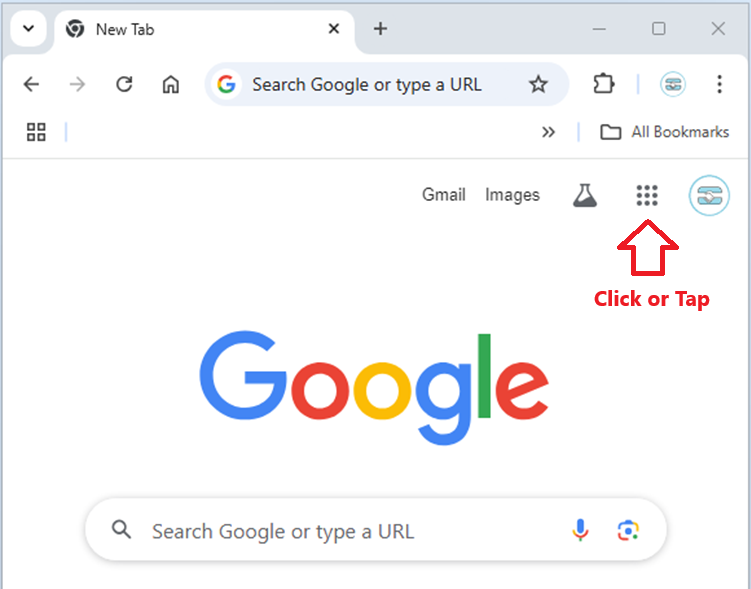 New Tab
Search Google or type a URL
All Bookmarks
Gmail Images
Click or Tap
Google
Search Google or type a URL